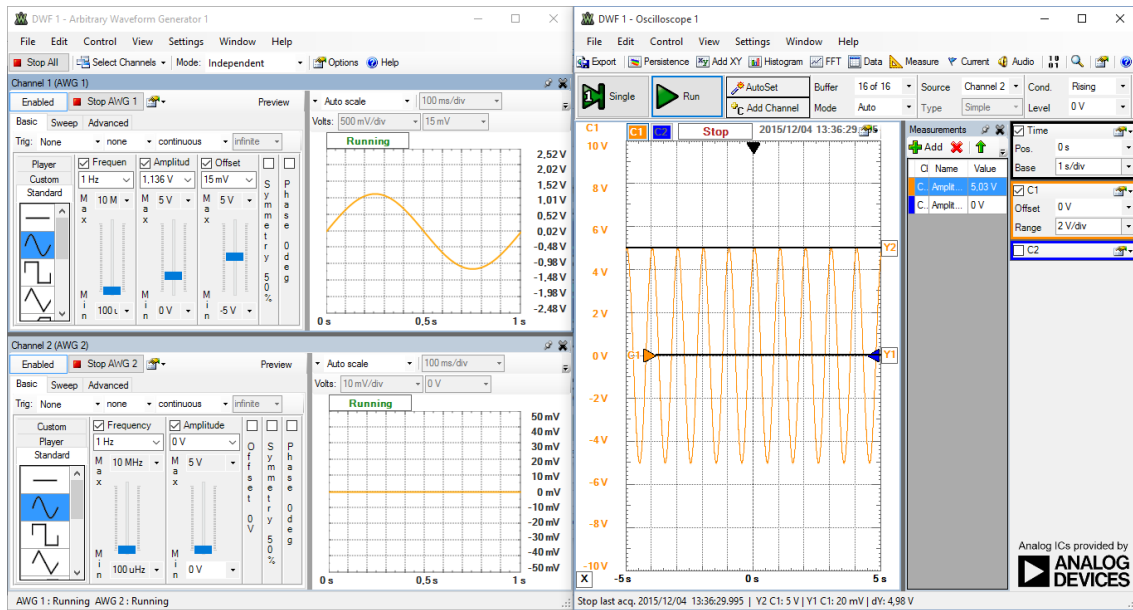 DWF 1 - Arbitrary Waveform Generator 1
File Edit Control View Settings Window Help
Stop All Select Channels Mode: Independent Options Help
Channel 1 (AWG 1)
Enabled Stop AWG 1 Preview
Basic Sweep Advanced
Trig: None none continuous infinite
Player
Custom
Standard
Frequen Amplitud Offset
1 Hz 1,136 V 15 mV
Max 10 M Max 5 V Max 5 V
Min 100 u Min 0 V Min -5 V
Symmetry 50 %
Phase 0 deg
Auto scale 100 ms/div
Volts: 500 mV/div 15 mV
Running
2,52 V
2,02 V
1,52 V
1,01 V
0,52 V
0,02 V
-0,48 V
-0,98 V
-1,48 V
-1,98 V
-2,48 V
0 s 0,5 s 1 s
Channel 2 (AWG 2)
Enabled Stop AWG 2 Preview
Basic Sweep Advanced
Trig: None none continuous infinite
Custom
Player
Standard
Frequency Amplitude
1 Hz 0 V
Max 10 MHz Max 5 V
Min 100 uHz Min 0 V
Offset 0 V
Symmetry 50 %
Phase 0 deg
Auto scale 100 ms/div
Volts: 10 mV/div 0 V
Running
50 mV
40 mV
30 mV
20 mV
10 mV
0 mV
-10 mV
-20 mV
-30 mV
-40 mV
-50 mV
0 s 0,5 s 1 s
AWG 1 : Running AWG 2 : Running
DWF 1 - Oscilloscope 1
File Edit Control View Settings Window Help
Export Persistence Add XY Histogram FFT Data Measure Current Audio
Single Run AutoSet Buffer 16 of 16 Source Channel 2 Cond. Rising
Add Channel Mode Auto Type Simple Level 0 V
C1 C1 C2 Stop 2015/12/04 13:36:29
10 V
8 V
6 V
4 V
2 V
0 V
-2 V
-4 V
-6 V
-8 V
-10 V
Y2
C1
Y1
X -5 s 0 s 5 s
Measurements
Add
Cl Name Value
C.. Amplit... 5.03 V
C.. Amplit... 0 V
Time
Pos. 0 s
Base 1 s/div
C1
Offset 0 V
Range 2 V/div
C2
Analog ICs provided by
ANALOG
DEVICES
Stop last acq. 2015/12/04 13:36:29.995 | Y2 C1: 5 V | Y1 C1: 20 mV | dY: 4,98 V